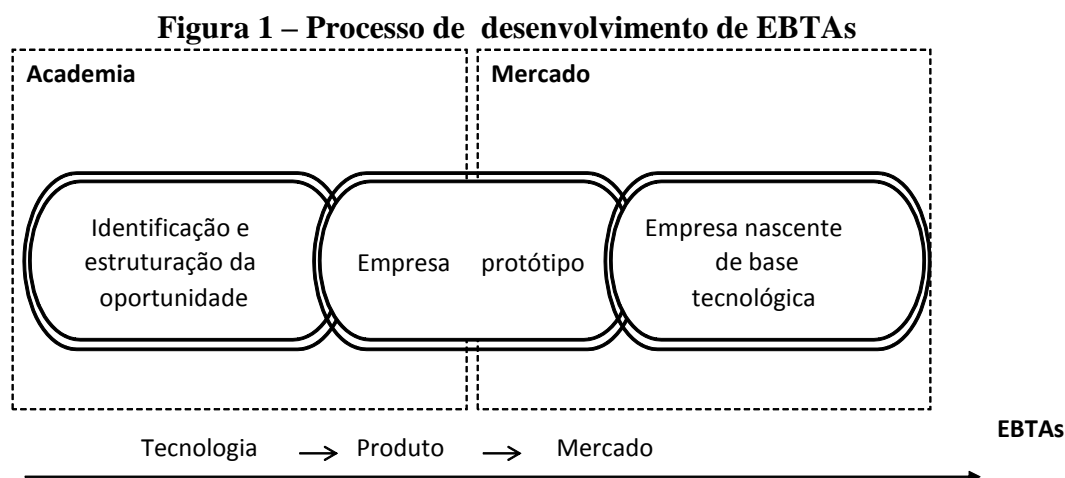 Figura 1 – Processo de desenvolvimento de EBTAs
Academia
Mercado
Identificação e
estruturação da
oportunidade
Empresa protótipo
Empresa nascente
de base
tecnológica
EBTAs
Tecnologia → Produto → Mercado